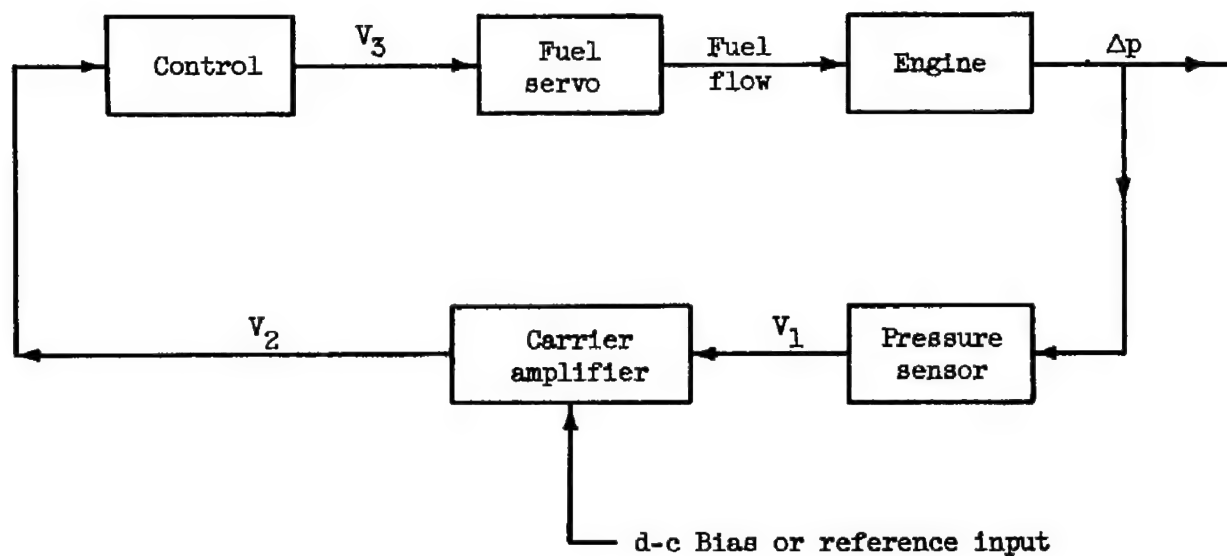 Control
V3
Fuel
servo
Fuel
flow
Engine
Δp
V2
Carrier
amplifier
V1
Pressure
sensor
d-c Bias or reference input